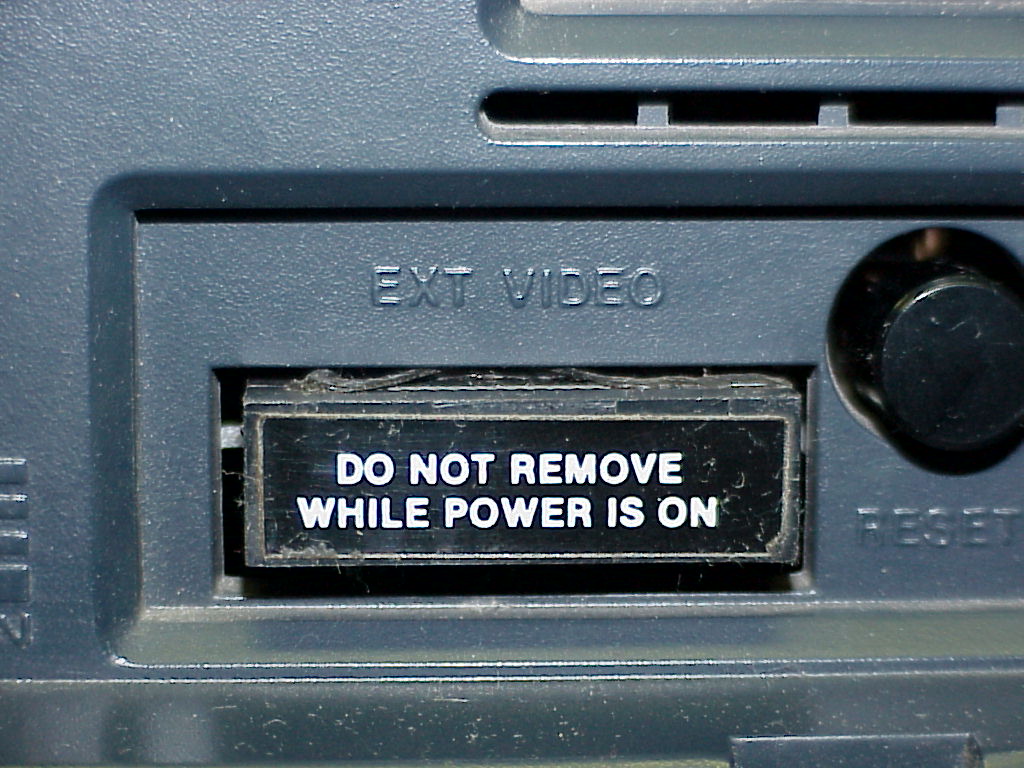 EXT VIDEO
DO NOT REMOVE
WHILE POWER IS ON
RESET